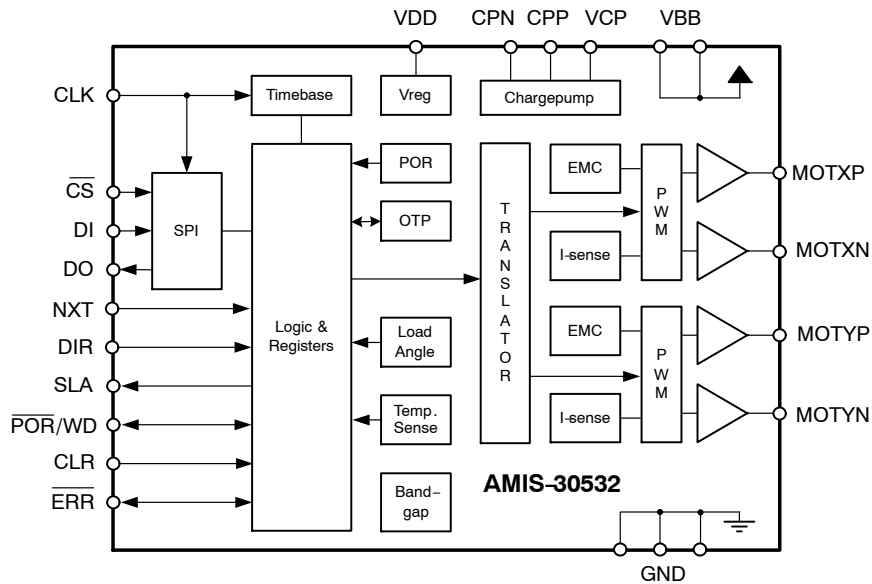 VDD CPN CPP VCP VBB
CLK
Timebase
Vreg
Chargepump
CS
DI
DO
SPI
NXT
DIR
SLA
POR/WD
CLR
ERR
Logic &
Registers
POR
OTP
Load
Angle
Temp.
Sense
Band–
gap
TRANSLATOR
EMC
I-sense
PWM
EMC
I-sense
PWM
MOTXP
MOTXN
MOTYP
MOTYN
AMIS–30532
GND